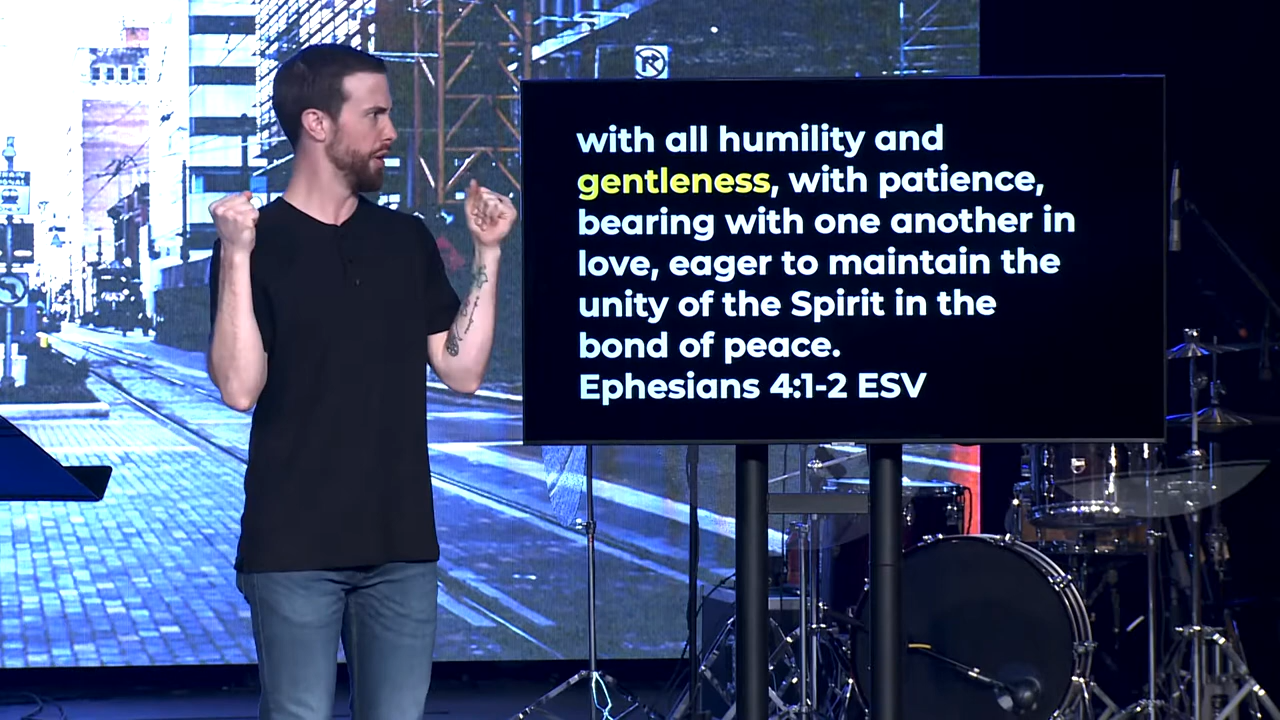 with all humility and
gentleness, with patience,
bearing with one another in
love, eager to maintain the
unity of the Spirit in the
bond of peace.
Ephesians 4:1-2 ESV